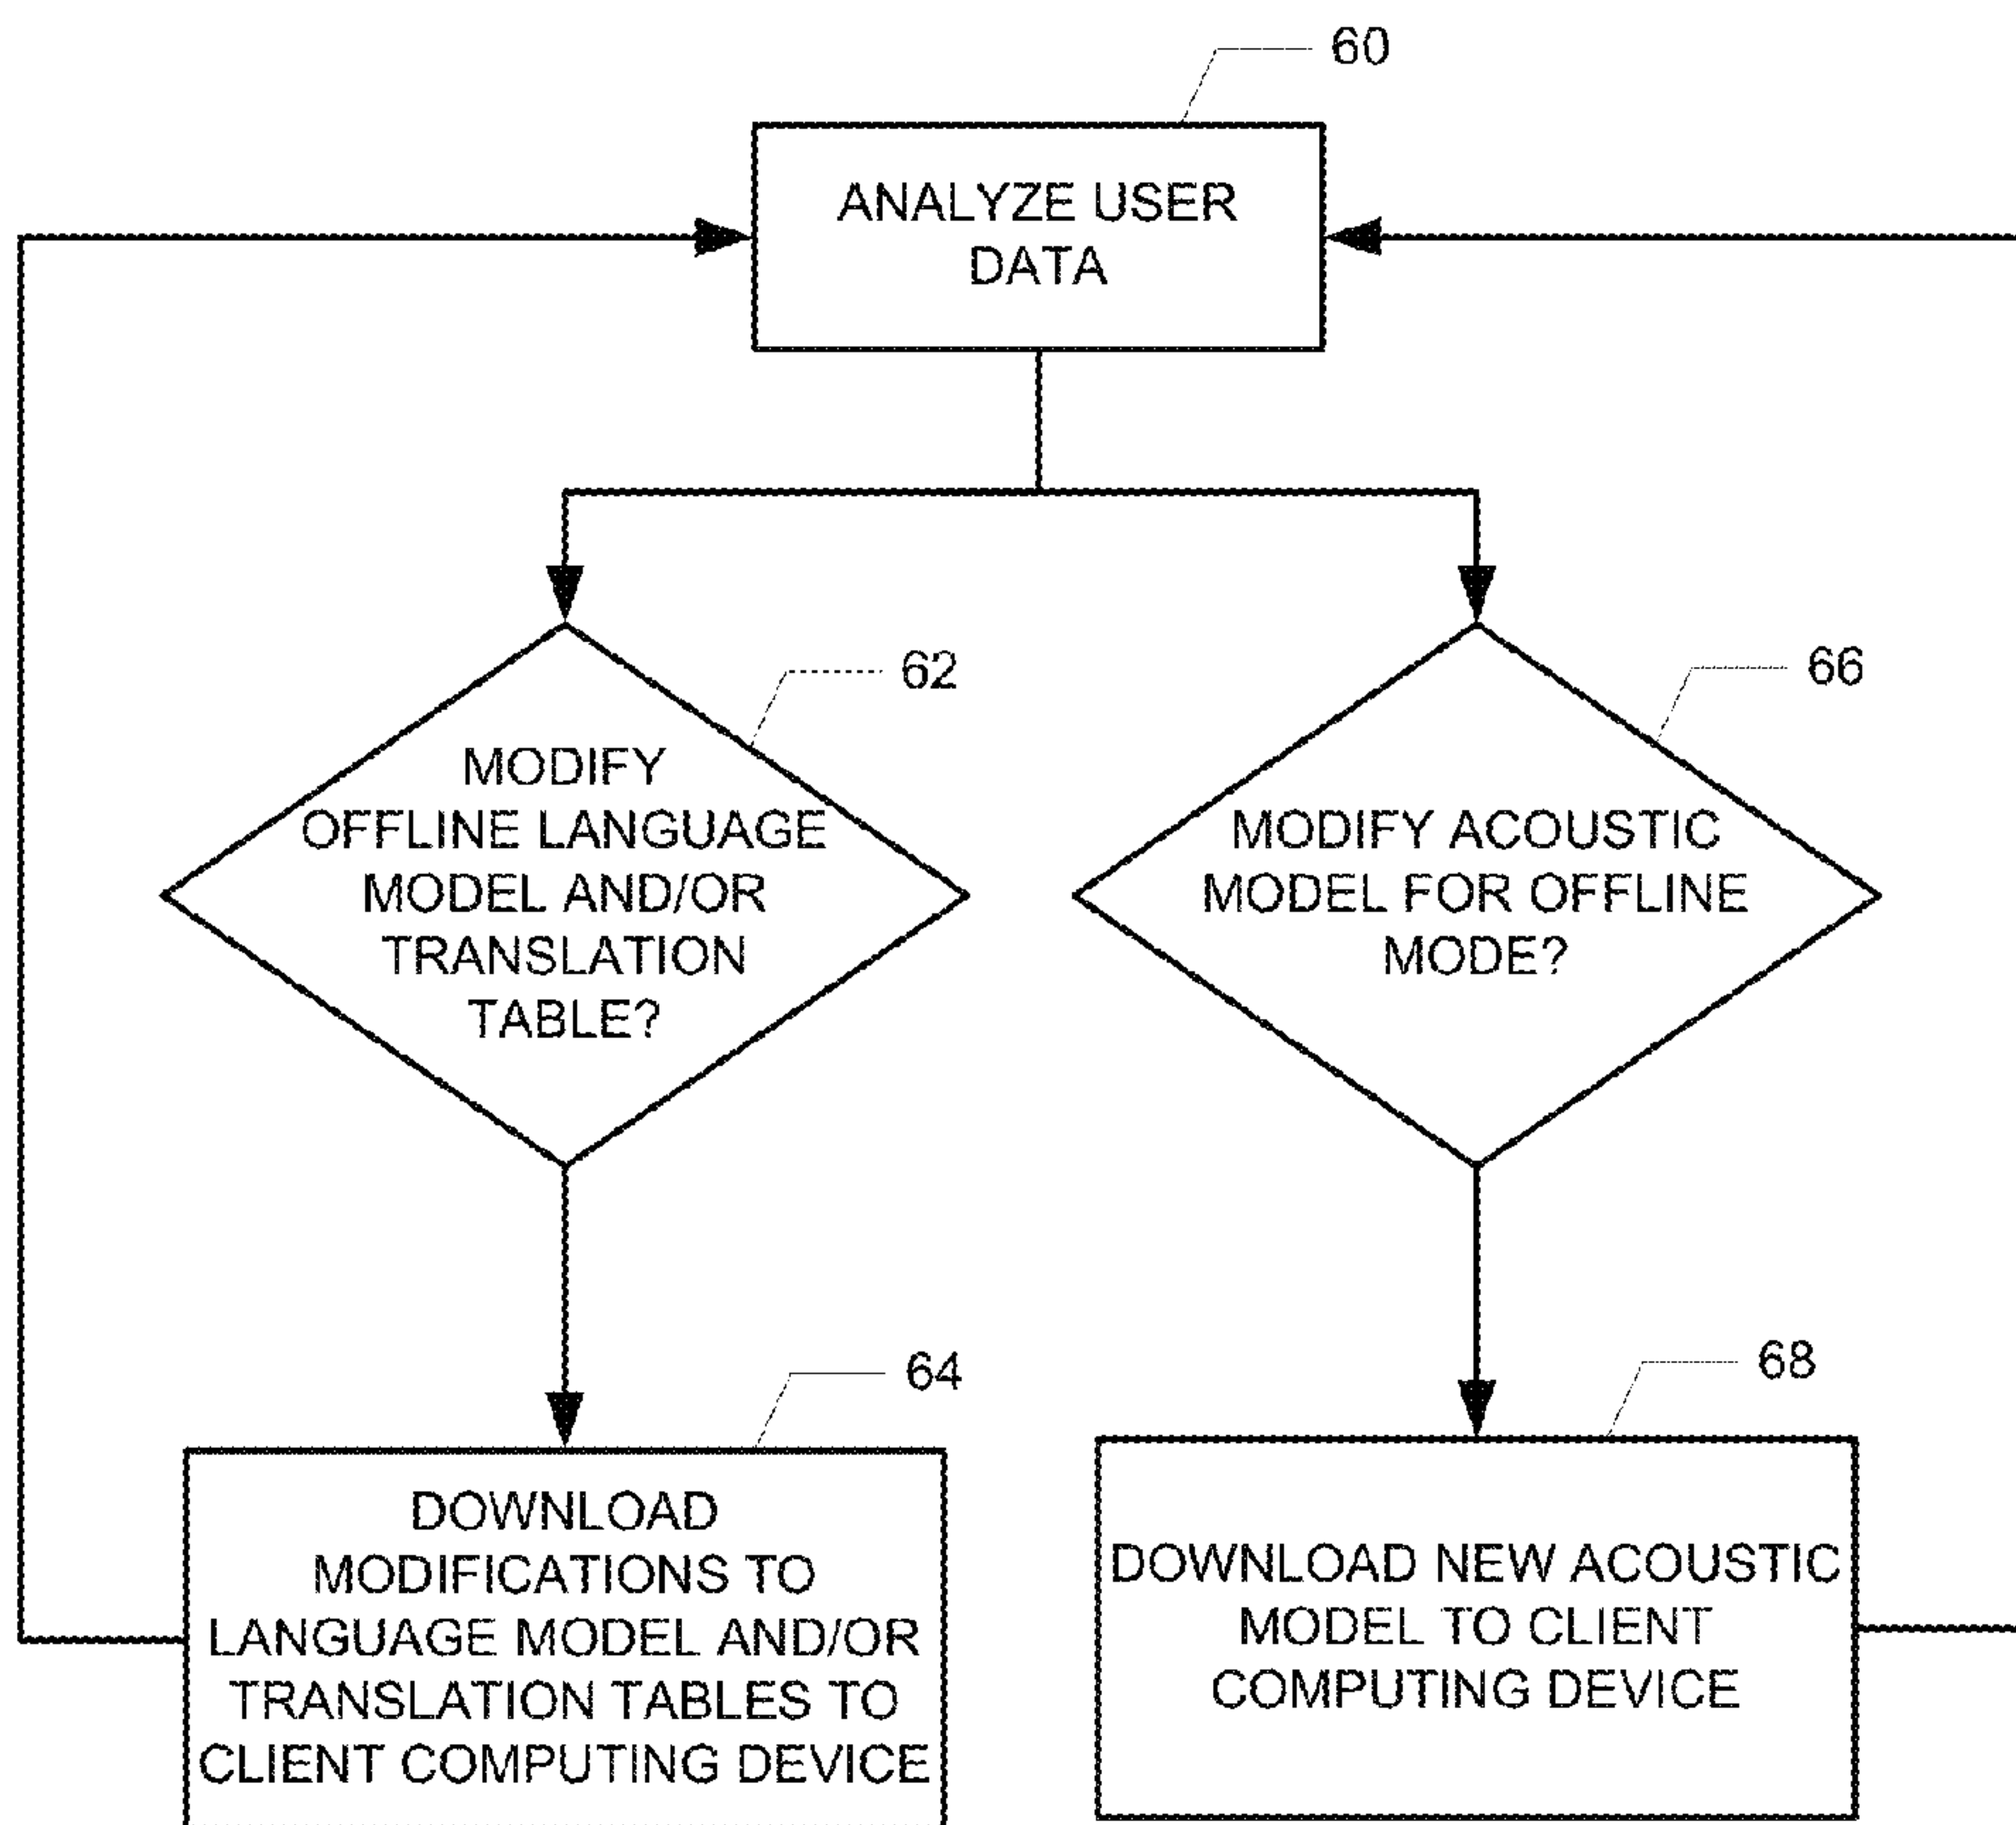 60
ANALYZE USER
DATA
62
MODIFY
OFFLINE LANGUAGE
MODEL AND/OR
TRANSLATION
TABLE?
66
MODIFY ACOUSTIC
MODEL FOR OFFLINE
MODE?
64
DOWNLOAD
MODIFICATIONS TO
LANGUAGE MODEL AND/OR
TRANSLATION TABLES TO
CLIENT COMPUTING DEVICE
68
DOWNLOAD NEW ACOUSTIC
MODEL TO CLIENT
COMPUTING DEVICE